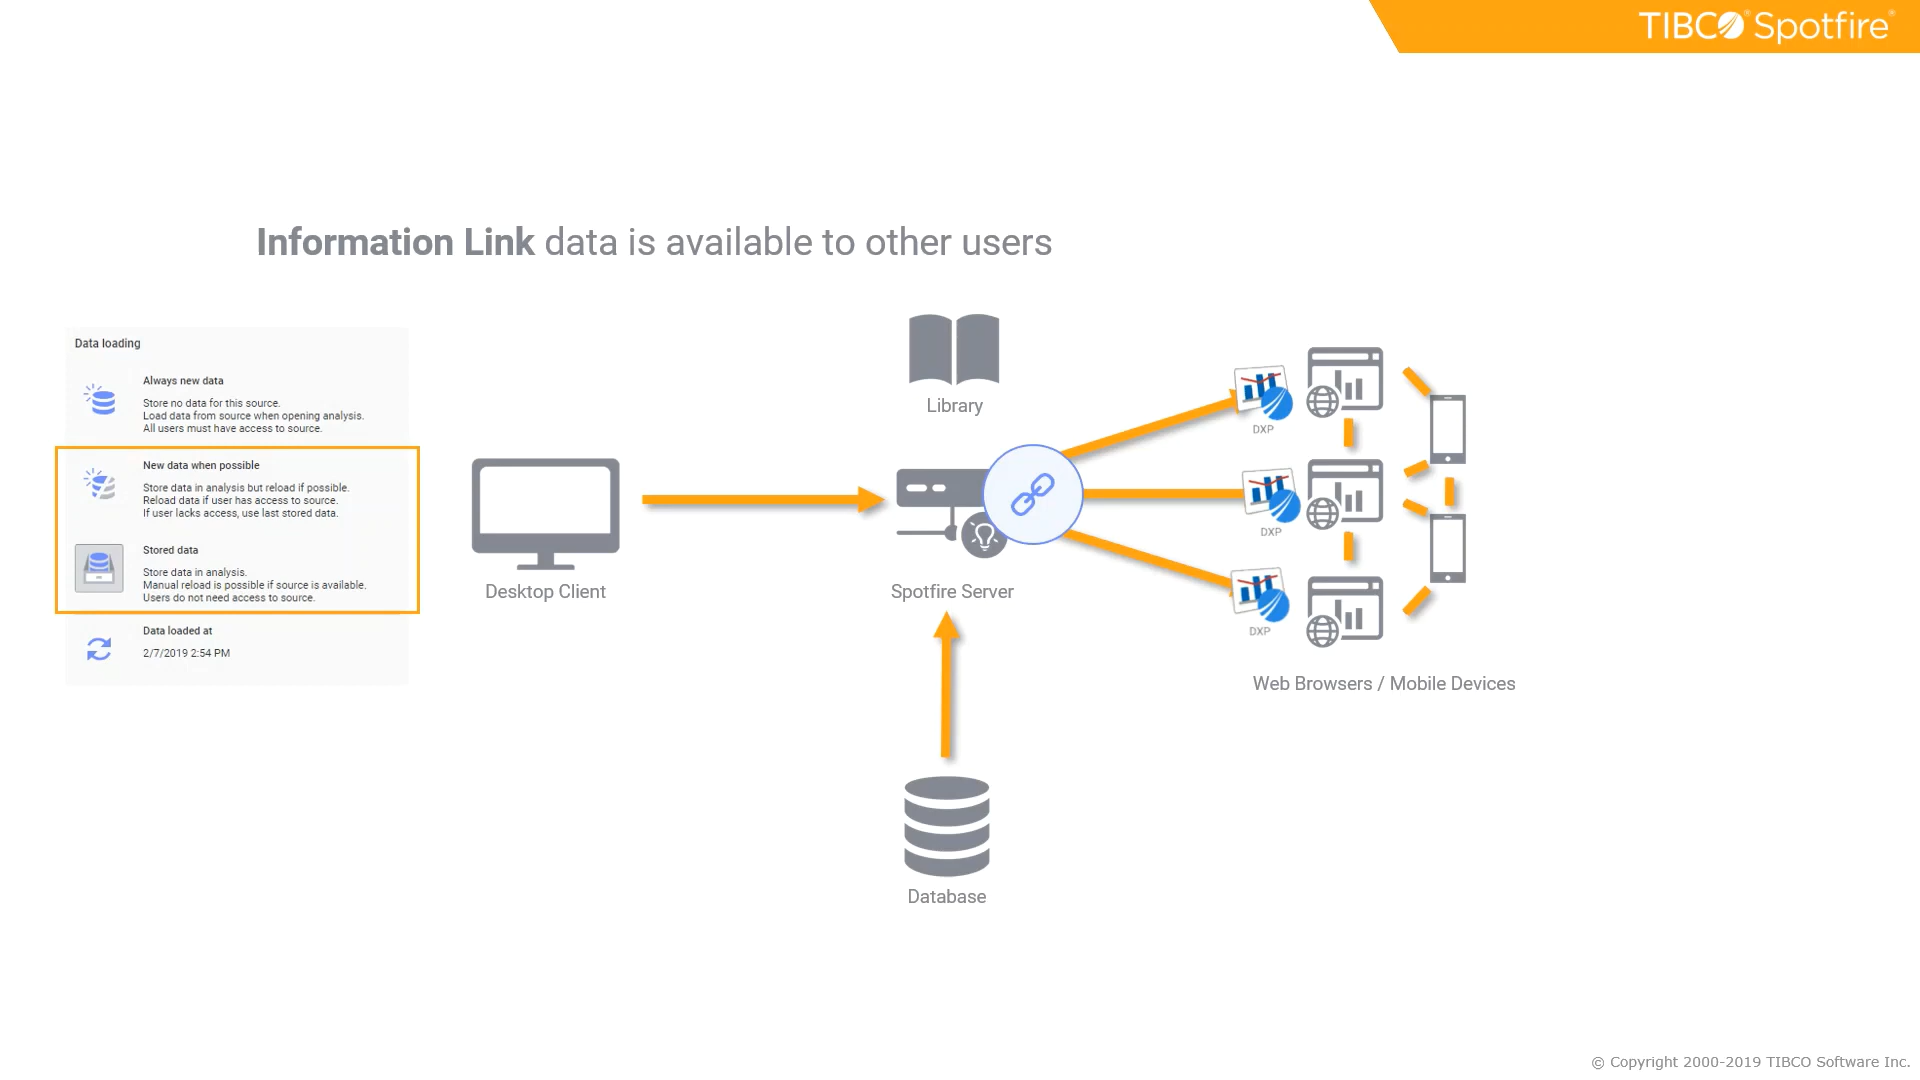 TIBCO® Spotfire®
Information Link data is available to other users
Data loading
Always new data
Store no data for this source.
Load data from source when opening analysis.
All users must have access to source.
New data when possible
Store data in analysis but reload if possible.
Reload data if user has access to source.
If user lacks access, use last stored data.
Stored data
Store data in analysis.
Manual reload is possible if source is available.
Users do not need access to source.
Data loaded at
2/7/2019 2:54 PM
Desktop Client
Library
Spotfire Server
Database
DXP
DXP
DXP
Web Browsers / Mobile Devices
© Copyright 2000-2019 TIBCO Software Inc.